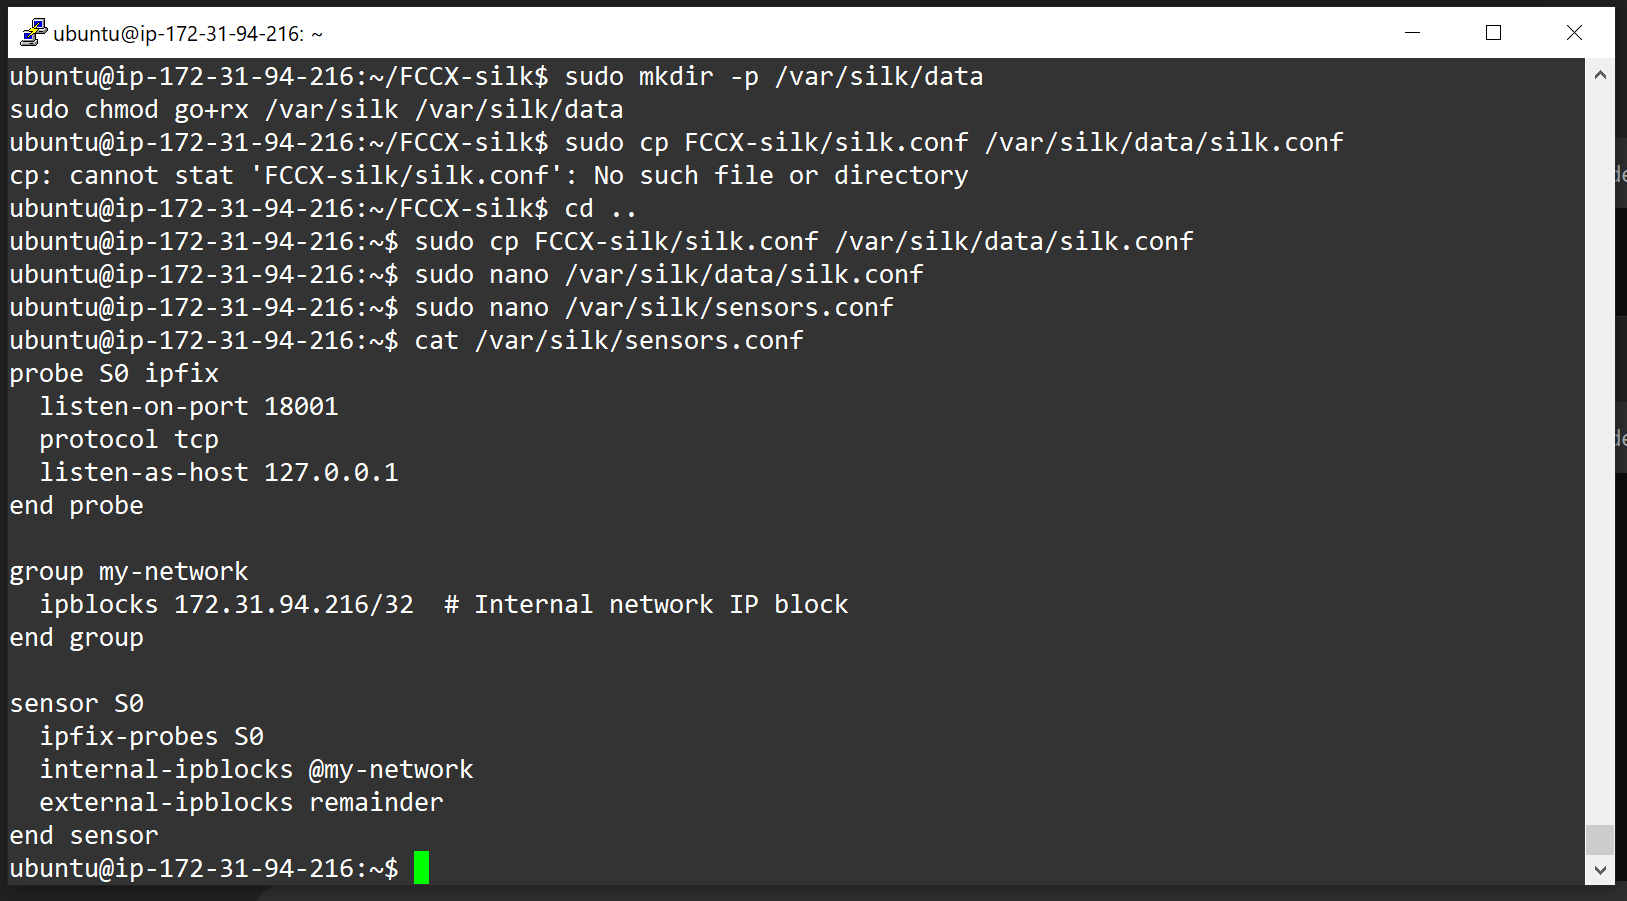 ubuntu@ip-172-31-94-216: ~
ubuntu@ip-172-31-94-216:~/FCCX-silk$ sudo mkdir -p /var/silk/data
sudo chmod go+rx /var/silk /var/silk/data
ubuntu@ip-172-31-94-216:~/FCCX-silk$ sudo cp FCCX-silk/silk.conf /var/silk/data/silk.conf
cp: cannot stat 'FCCX-silk/silk.conf': No such file or directory
ubuntu@ip-172-31-94-216:~/FCCX-silk$ cd ..
ubuntu@ip-172-31-94-216:~$ sudo cp FCCX-silk/silk.conf /var/silk/data/silk.conf
ubuntu@ip-172-31-94-216:~$ sudo nano /var/silk/data/silk.conf
ubuntu@ip-172-31-94-216:~$ sudo nano /var/silk/sensors.conf
ubuntu@ip-172-31-94-216:~$ cat /var/silk/sensors.conf
probe S0 ipfix
  listen-on-port 18001
  protocol tcp
  listen-as-host 127.0.0.1
end probe

group my-network
  ipblocks 172.31.94.216/32  # Internal network IP block
end group

sensor S0
  ipfix-probes S0
  internal-ipblocks @my-network
  external-ipblocks remainder
end sensor
ubuntu@ip-172-31-94-216:~$